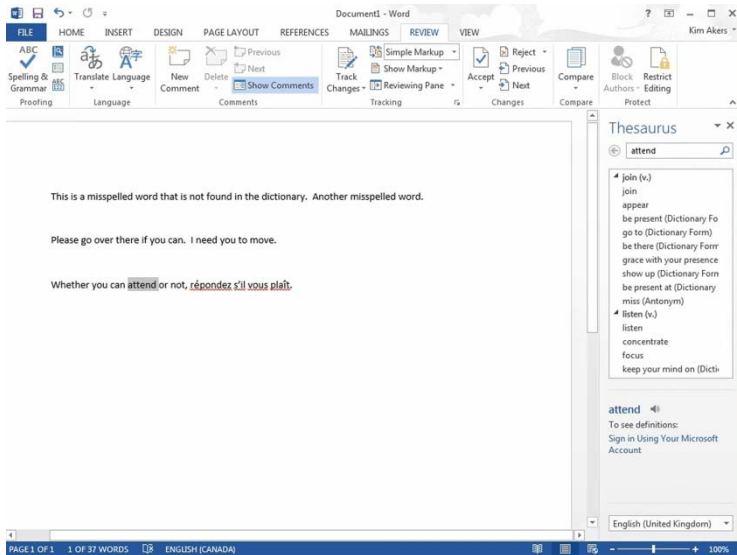 Document1 - Word
FILE HOME INSERT DESIGN PAGE LAYOUT REFERENCES MAILINGS REVIEW VIEW Kim Akers
ABC Spelling & Grammar
ABC
Translate Language
New Comment
Delete
Previous
Next
Show Comments
Track Changes
Simple Markup
Show Markup
Reviewing Pane
Accept
Reject
Previous
Next
Compare
Block Authors
Restrict Editing
Proofing Language Comments Tracking Changes Compare Protect
This is a misspelled word that is not found in the dictionary. Another misspelled word.
Please go over there if you can. I need you to move.
Whether you can attend or not, répondez s'il vous plaît.
Thesaurus
attend
join (v.)
join
appear
be present (Dictionary Fo
go to (Dictionary Form)
be there (Dictionary Forr
grace with your presence
show up (Dictionary Forn
be present at (Dictionary
miss (Antonym)
listen (v.)
listen
concentrate
focus
keep your mind on (Dicti
attend
To see definitions:
Sign in Using Your Microsoft
Account
English (United Kingdom)
PAGE 1 OF 1 1 OF 37 WORDS ENGLISH (CANADA) 100%